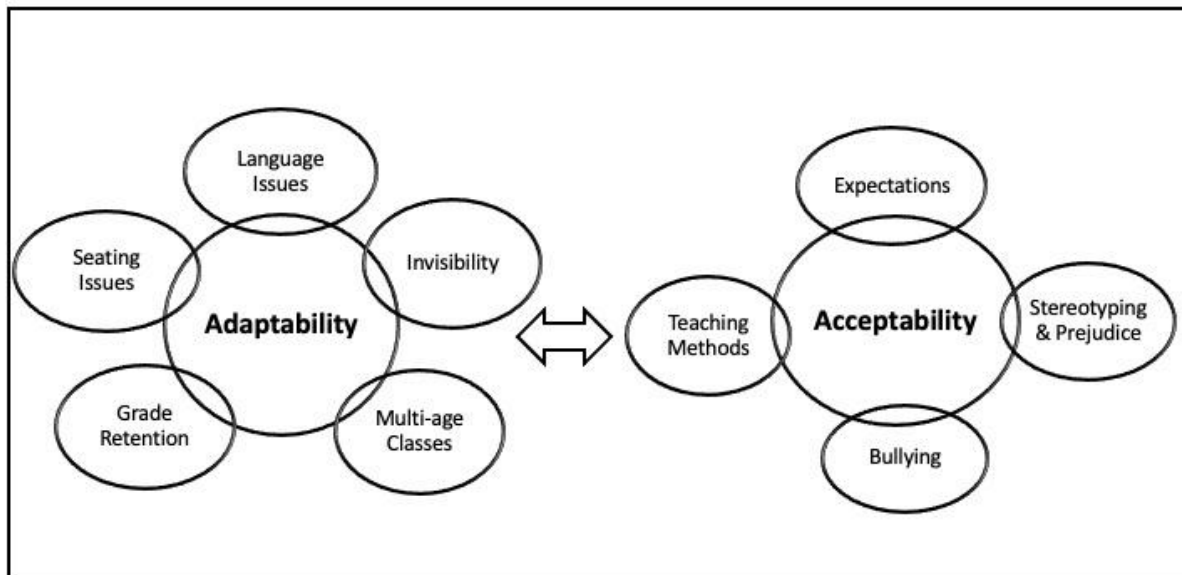 Language
Issues
Seating
Issues
Invisibility
Adaptability
Grade
Retention
Multi-age
Classes
Expectations
Teaching
Methods
Acceptability
Stereotyping
& Prejudice
Bullying